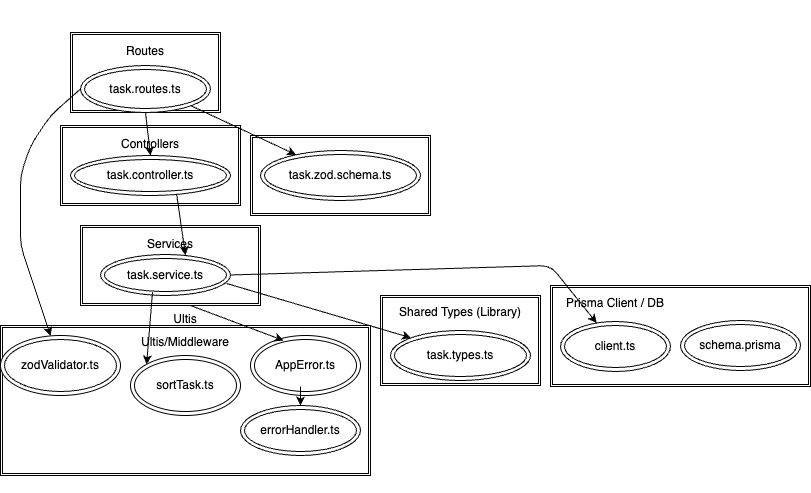 Routes
task.routes.ts
Controllers
task.controller.ts
task.zod.schema.ts
Services
task.service.ts
Shared Types (Library)
task.types.ts
Prisma Client / DB
client.ts
schema.prisma
Ultis
Ultis/Middleware
zodValidator.ts
sortTask.ts
AppError.ts
errorHandler.ts